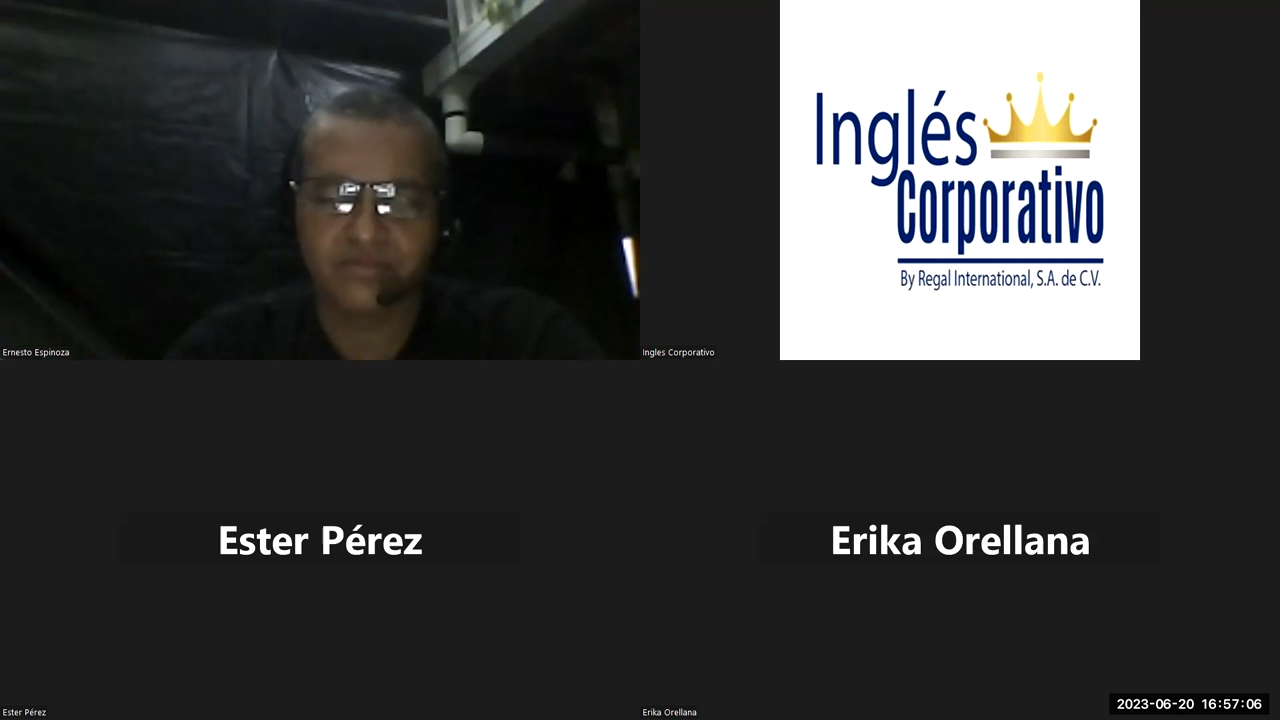 Inglés
Corporativo
By Regal International, S.A. de C.V.
Ernesto Espinoza
Ingles Corporativo
Ester Pérez
Erika Orellana
Ester Pérez
Erika Orellana
2023-06-20 16:57:06